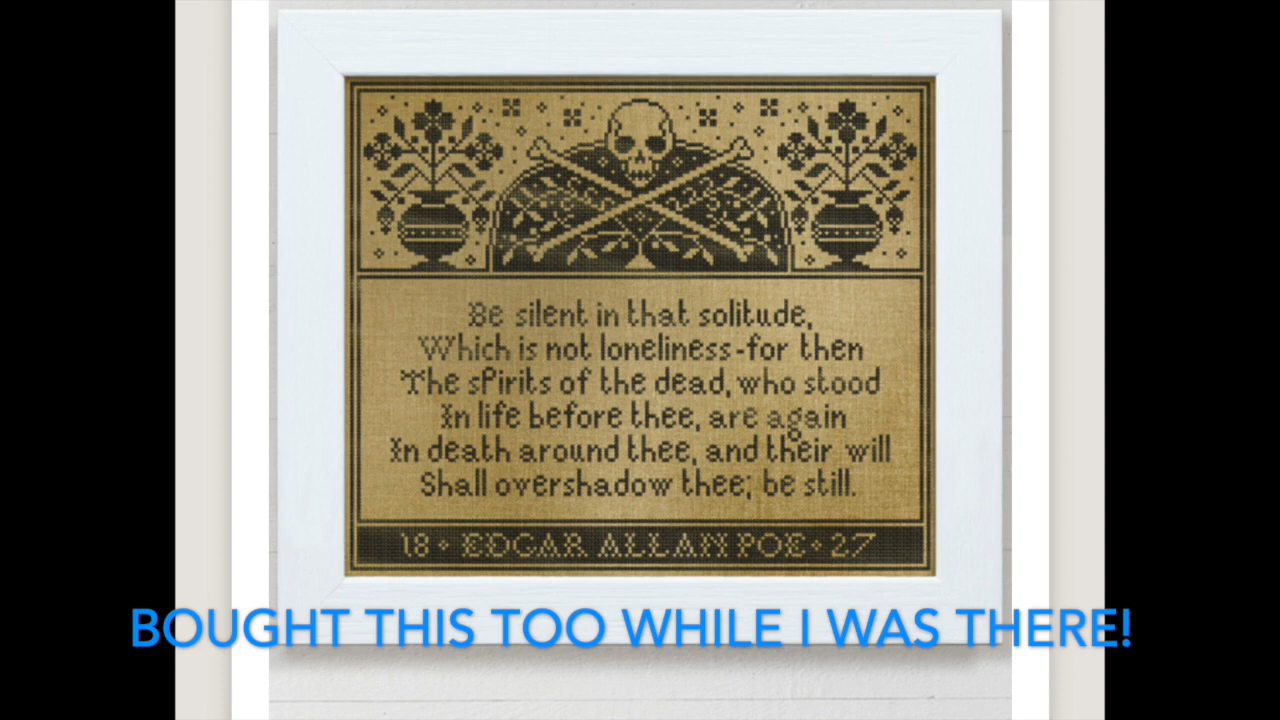 Be silent in that solitude,
Which is not loneliness-for then
The spirits of the dead, who stood
In life before thee, are again
In death around thee, and their will
Shall overshadow thee; be still.
18 • EDGAR ALLAN POE • 27
BOUGHT THIS TOO WHILE I WAS THERE!